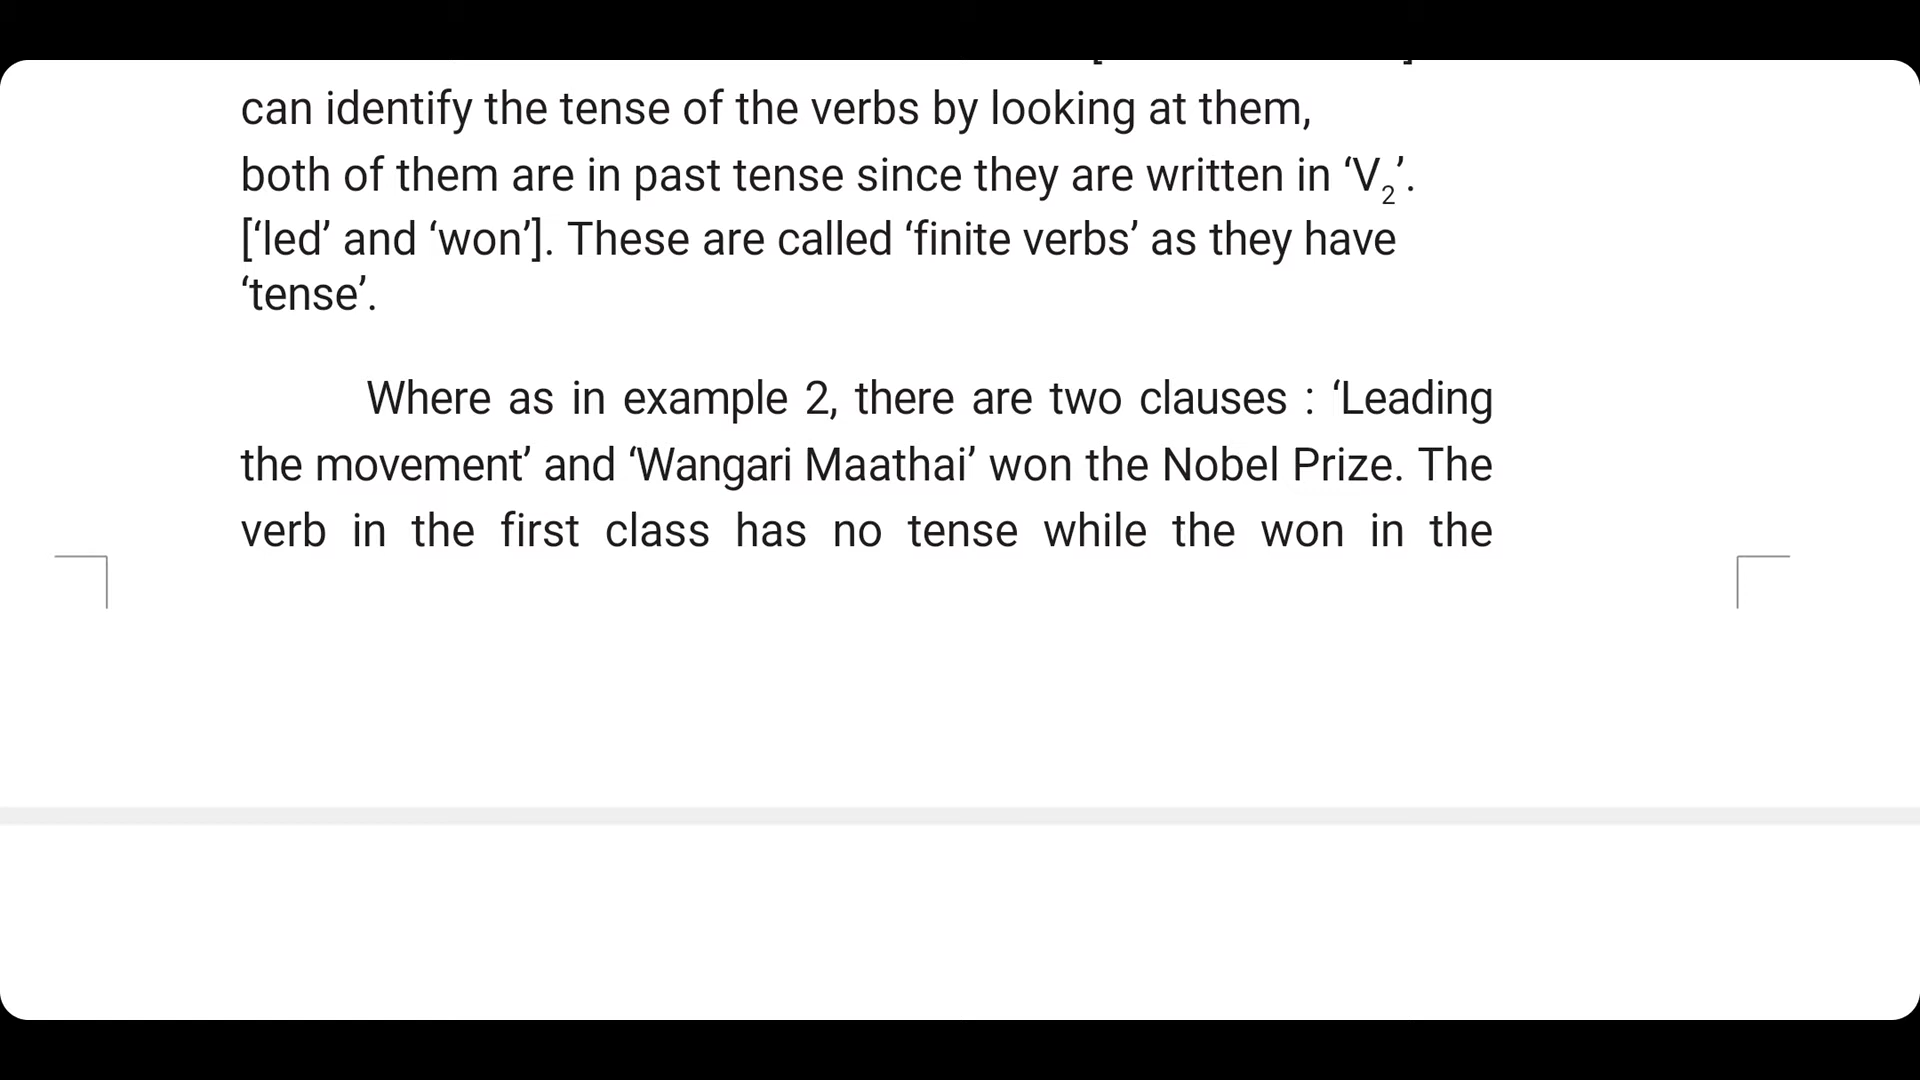 can identify the tense of the verbs by looking at them,
both of them are in past tense since they are written in ‘V₂’.
[‘led’ and ‘won’]. These are called ‘finite verbs’ as they have
‘tense’.
Where as in example 2, there are two clauses : ‘Leading
the movement’ and ‘Wangari Maathai’ won the Nobel Prize. The
verb in the first class has no tense while the won in the